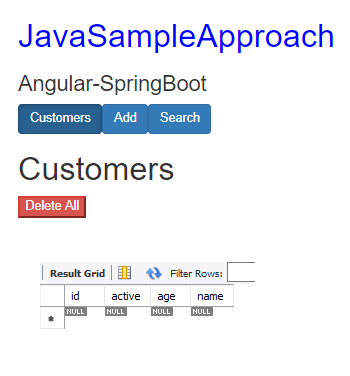 JavaSampleApproach
Angular-SpringBoot
Customers Add Search
Customers
Delete All
Result Grid Filter Rows:
id active age name
* NULL NULL NULL NULL